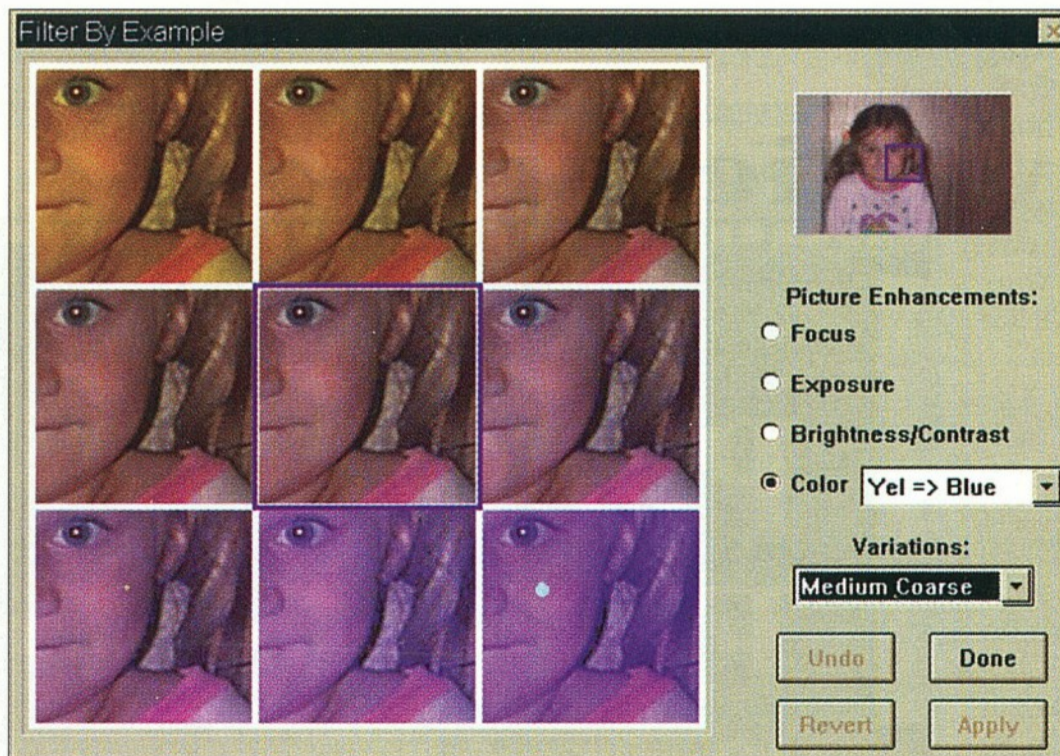 Filter By Example
Picture Enhancements:
Focus
Exposure
Brightness/Contrast
Color Yel => Blue
Variations:
Medium Coarse
Undo Done
Revert Apply